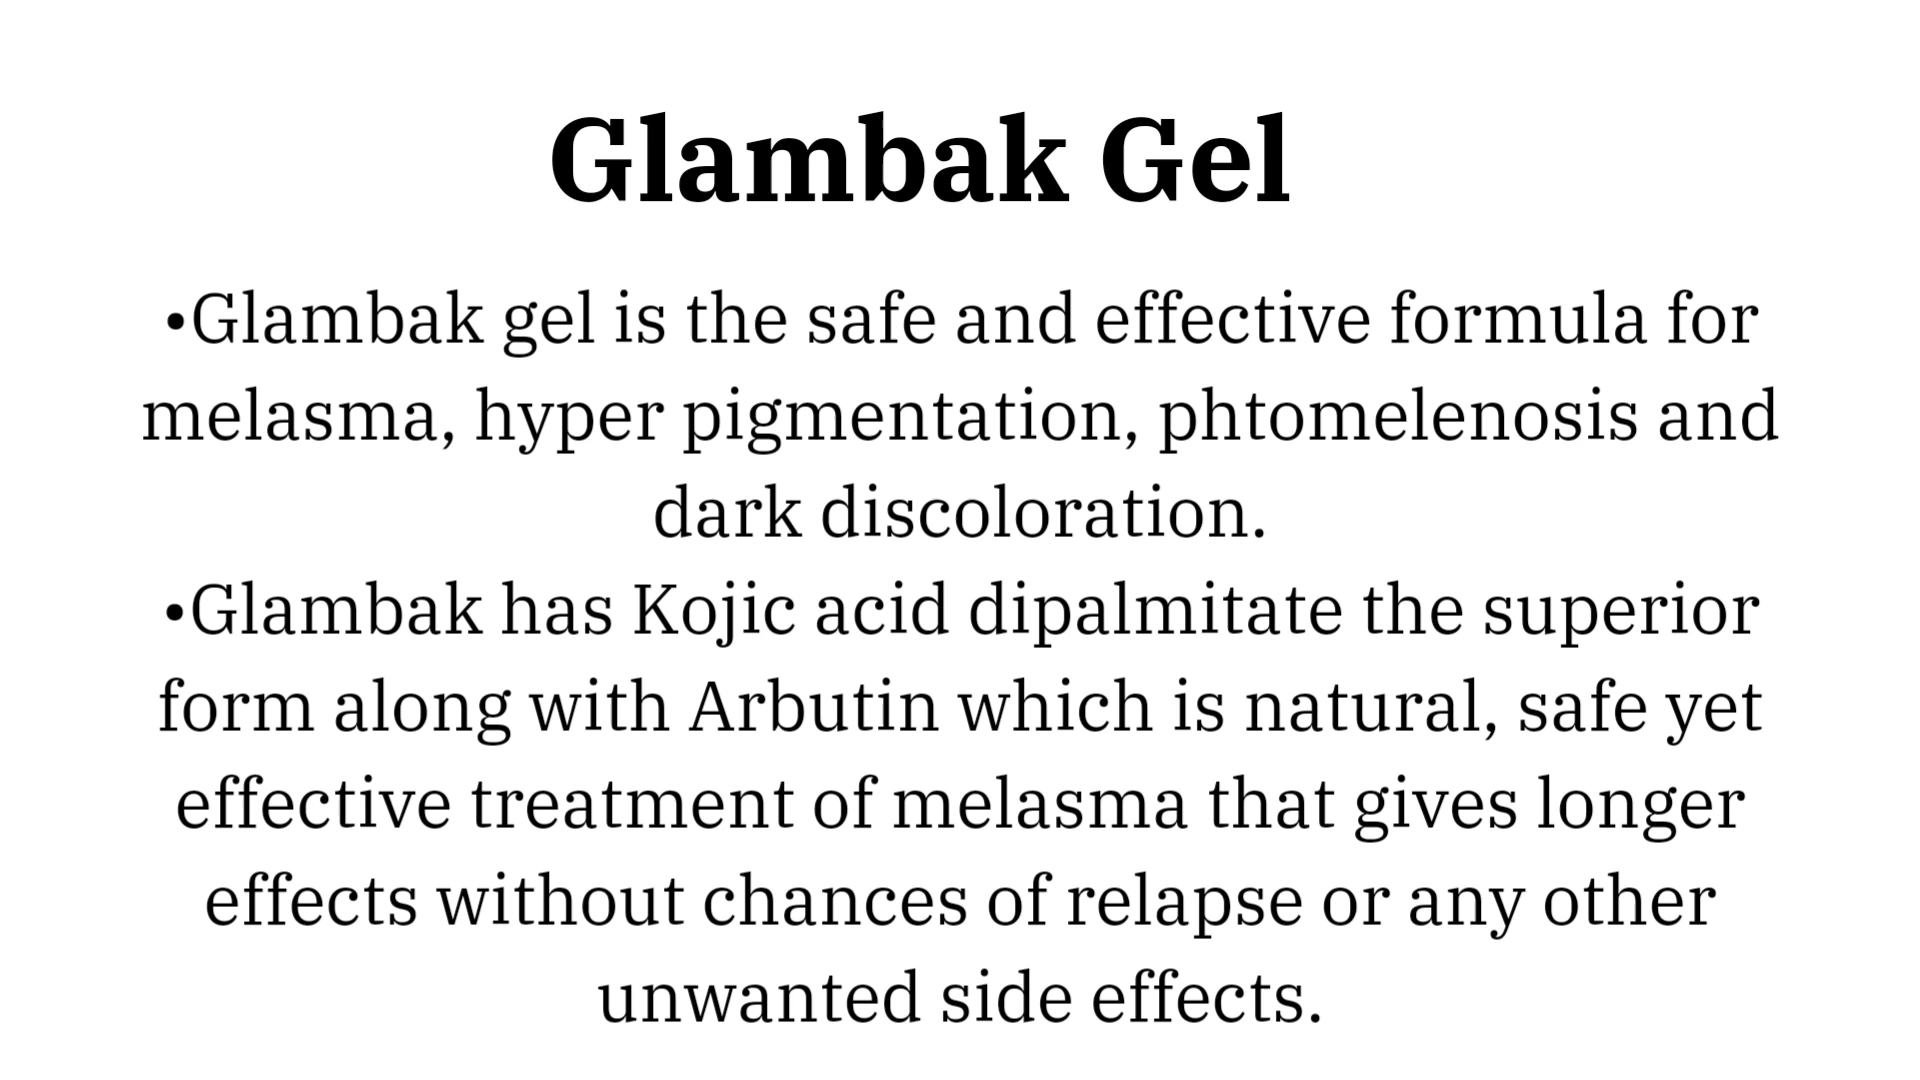 Glambak Gel
•Glambak gel is the safe and effective formula for
melasma, hyper pigmentation, phtomelenosis and
dark discoloration.
•Glambak has Kojic acid dipalmitate the superior
form along with Arbutin which is natural, safe yet
effective treatment of melasma that gives longer
effects without chances of relapse or any other
unwanted side effects.